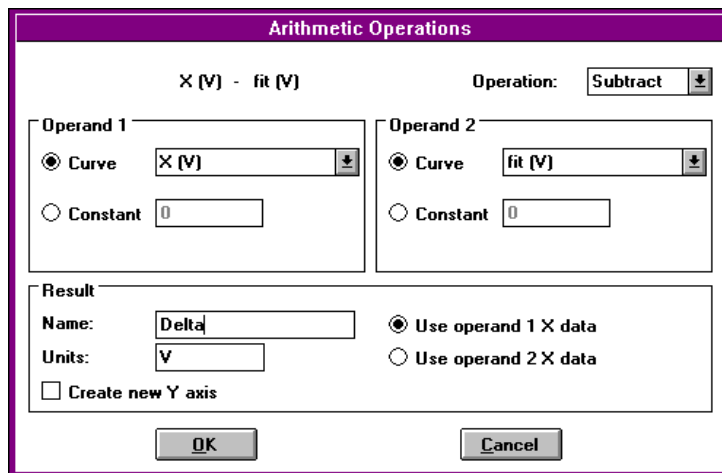 Arithmetic Operations
X (V) - fit (V)
Operation: Subtract
Operand 1
Curve X (V)
Constant 0
Operand 2
Curve fit (V)
Constant 0
Result
Name: Delta
Units: V
Create new Y axis
Use operand 1 X data
Use operand 2 X data
OK
Cancel